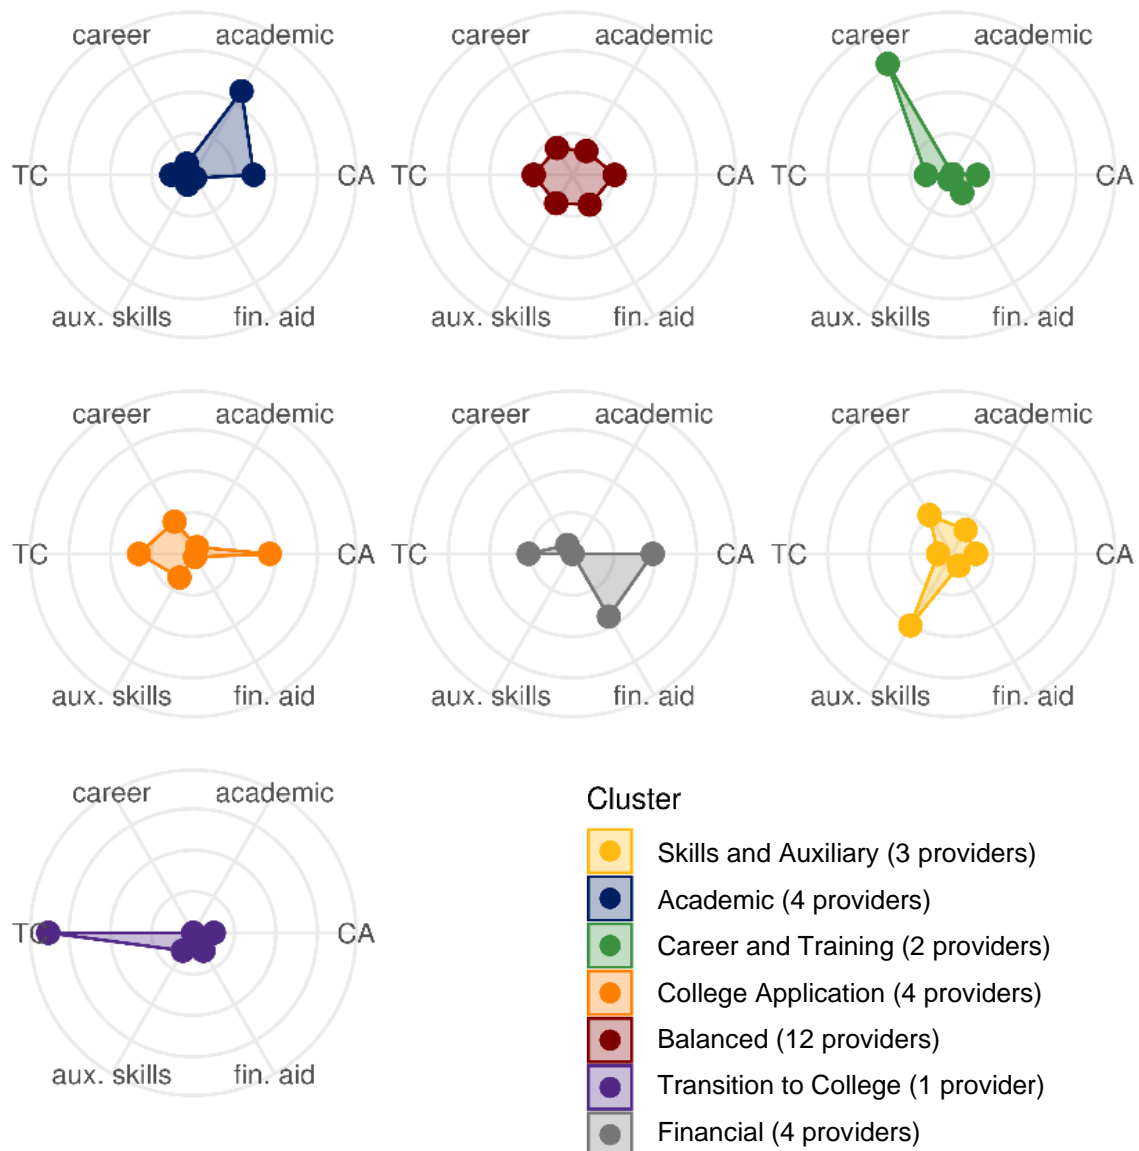 career academic career academic career academic
TC CA TC CA TC CA
aux. skills fin. aid aux. skills fin. aid aux. skills fin. aid
career academic career academic career academic
TC CA TC CA TC CA
aux. skills fin. aid aux. skills fin. aid aux. skills fin. aid
career academic
TC CA
aux. skills fin. aid
Cluster
Skills and Auxiliary (3 providers)
Academic (4 providers)
Career and Training (2 providers)
College Application (4 providers)
Balanced (12 providers)
Transition to College (1 provider)
Financial (4 providers)